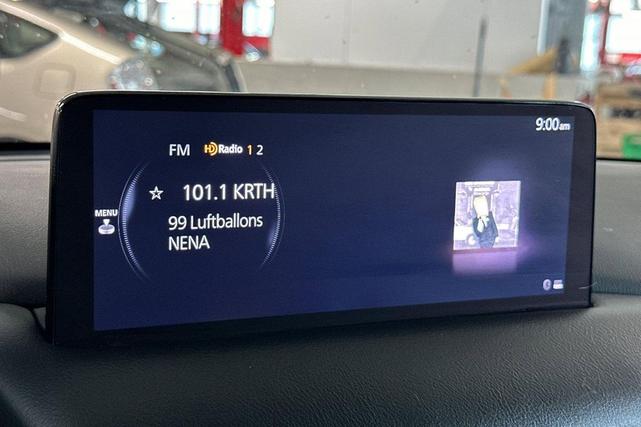 9:00am
FM HD Radio 1 2
☆ 101.1 KRTH
MENU
99 Luftballons
NENA